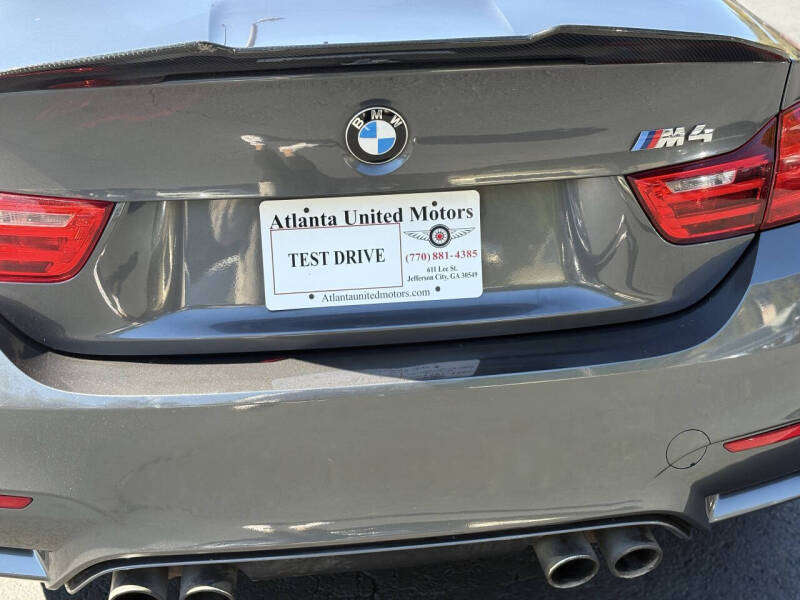 BMW
M4
Atlanta United Motors
TEST DRIVE
(770) 881-4385
611 Lee St.
Jefferson City, GA 30549
Atlantaunitedmotors.com